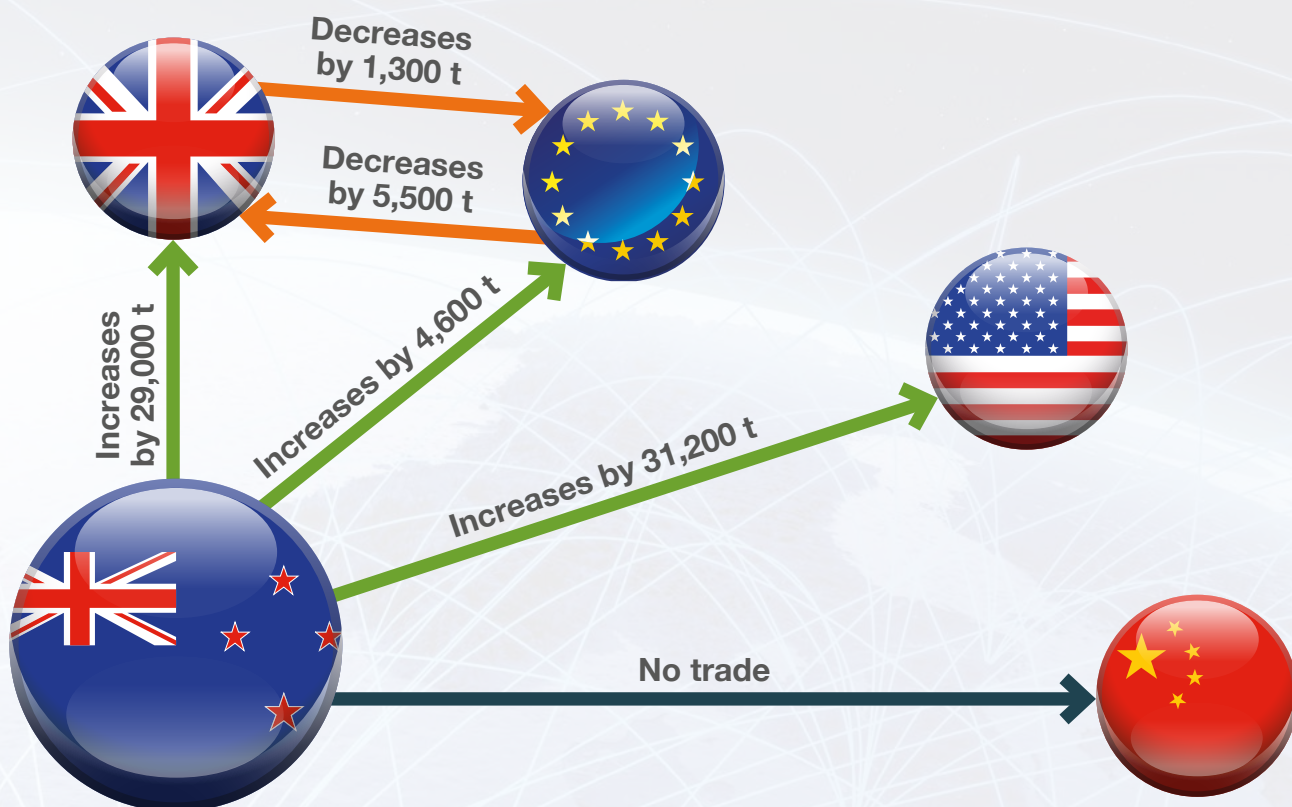 Decreases
by 1,300 t
Decreases
by 5,500 t
Increases
by 29,000 t
Increases by 4,600 t
Increases by 31,200 t
No trade